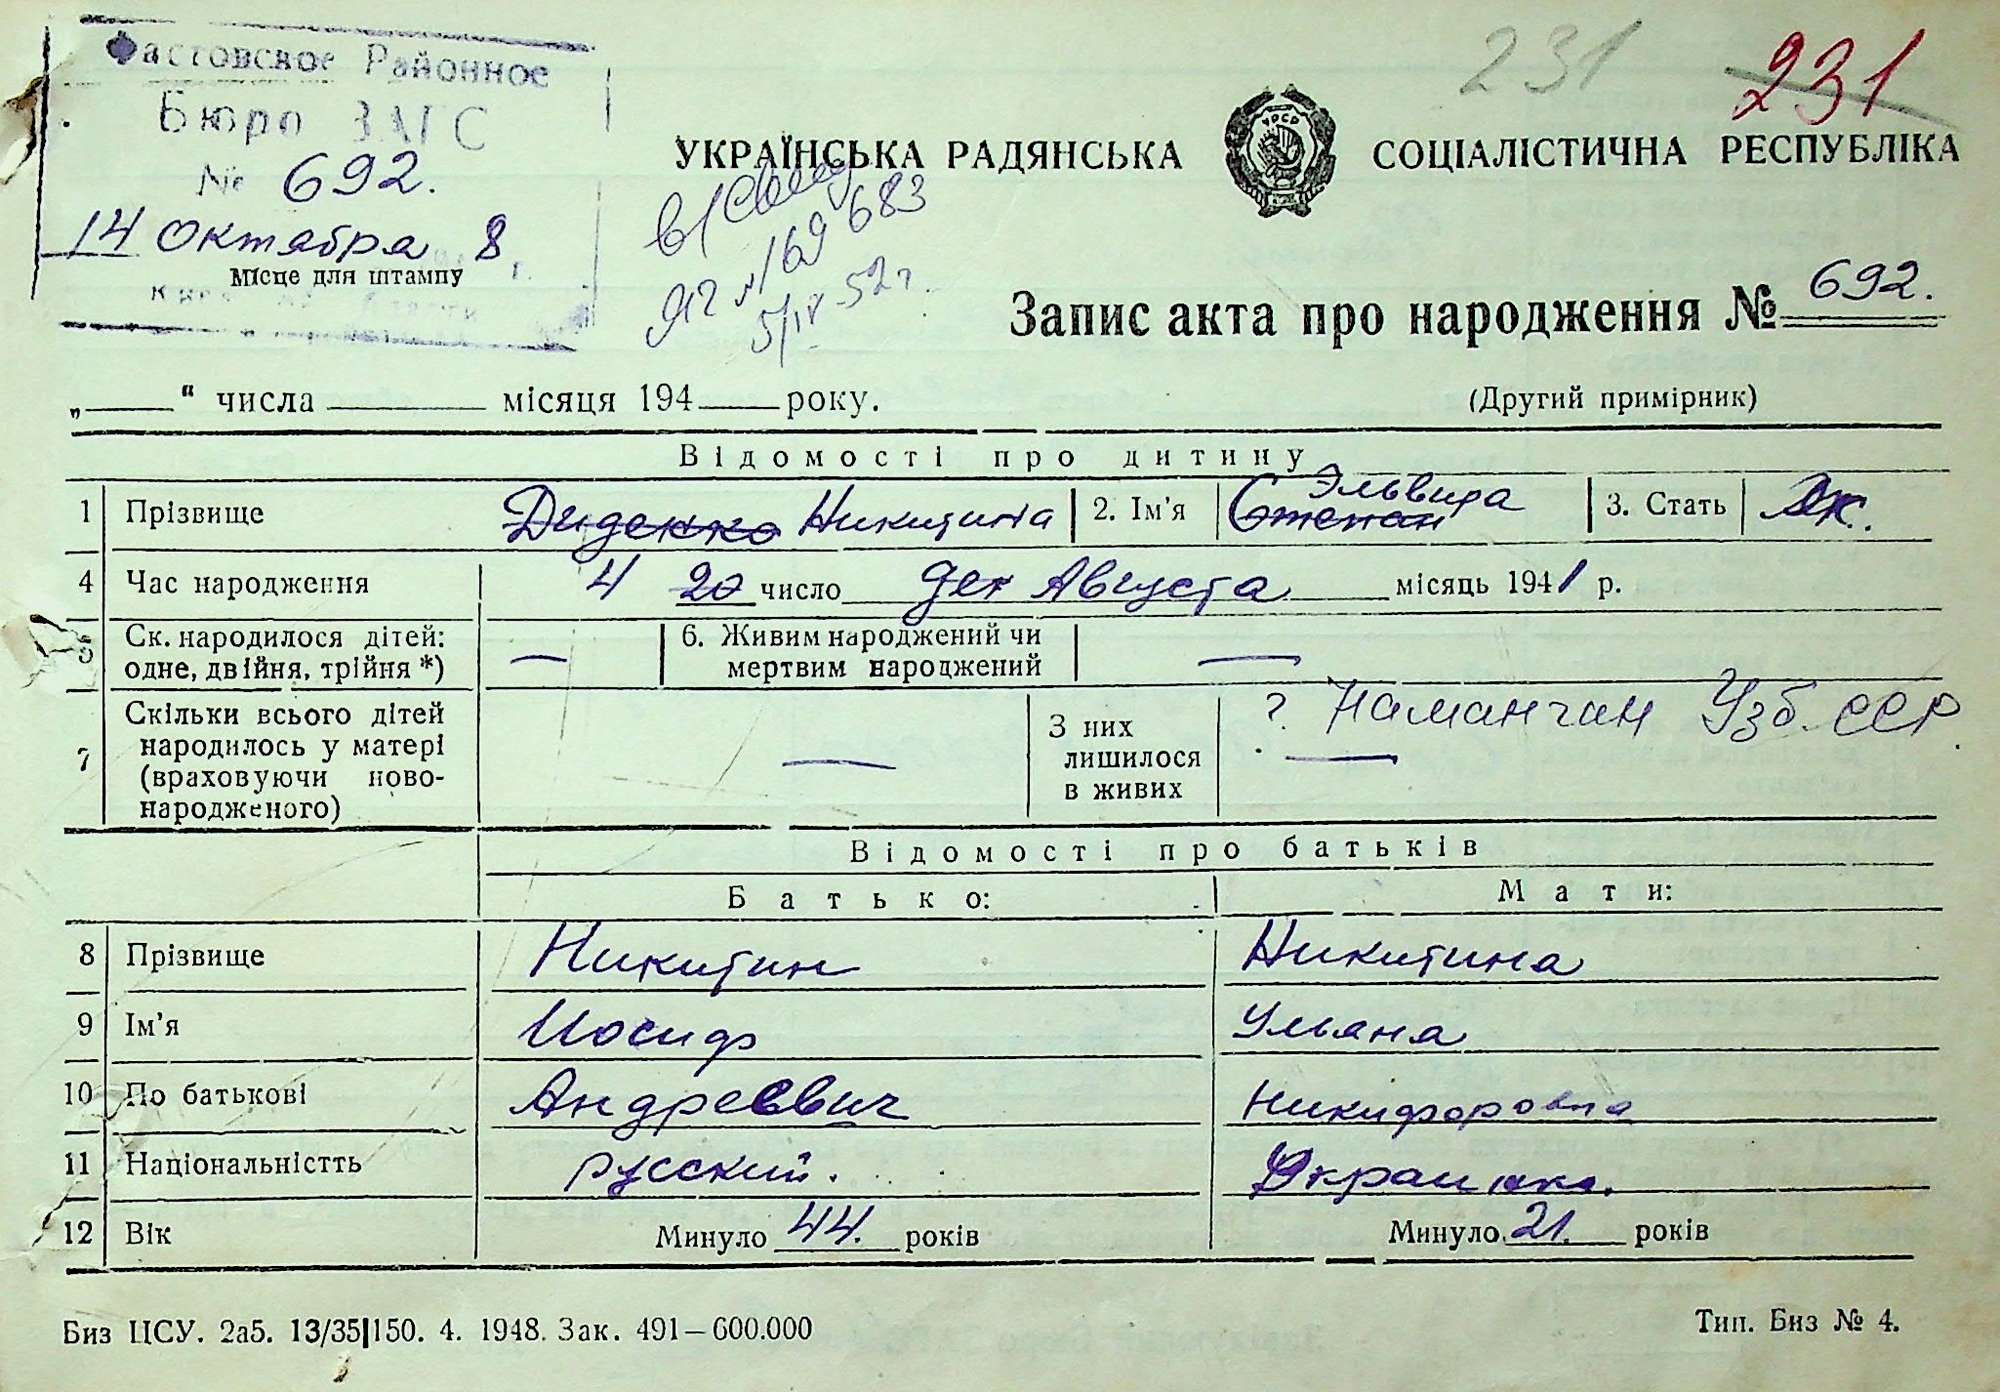 231 231
Фастовское Районное
Бюро ЗАГС
№ 692.
14 Октября 8 г.
Місце для штампу
УКРАЇНСЬКА РАДЯНСЬКА УРСР СОЦІАЛІСТИЧНА РЕСПУБЛІКА
№ 169683
5/IV-52 г.
Запис акта про народження № 692.
„ “ числа місяця 194 року. (Другий примірник)
Відомості про дитину
1 Прізвище Диденко Никитина 2. Ім’я Степан Эльвира 3. Стать Ж.
4 Час народження 4 20 число дек Августа місяць 1941 р.
5 Ск. народилося дітей: одне, двійня, трійня *) — 6. Живим народжений чи мертвим народжений —
7 Скільки всього дітей народилось у матері (враховуючи новонародженого) — З них лишилося в живих —
г. Наманган Узб. ССР.
Відомості про батьків
Батько: Мати:
8 Прізвище Никитин Никитина
9 Ім’я Иосиф Ульяна
10 По батькові Андреевич Никифоровна
11 Національністть русский. Украинка.
12 Вік Минуло 44. років Минуло 21. років
Биз ЦСУ. 2а5. 13/35|150. 4. 1948. Зак. 491—600.000 Тип. Биз № 4.